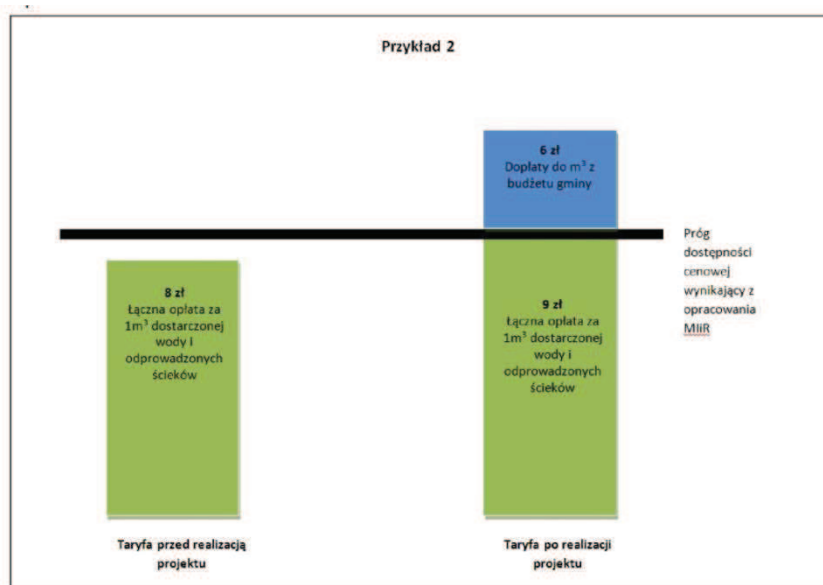 Przykład 2
6 zł
Dopłaty do m³ z
budżetu gminy
Próg
dostępności
cenowej
wynikający z
opracowania
MIiR
8 zł
Łączna opłata za
1m³ dostarczonej
wody i
odprowadzonych
ścieków
9 zł
Łączna opłata za
1m³ dostarczonej
wody i
odprowadzonych
ścieków
Taryfa przed realizacją
projektu
Taryfa po realizacji
projektu